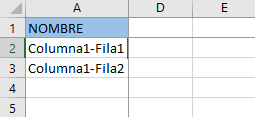 A D E
1 NOMBRE
2 Columna1-Fila1
3 Columna1-Fila2
4
5